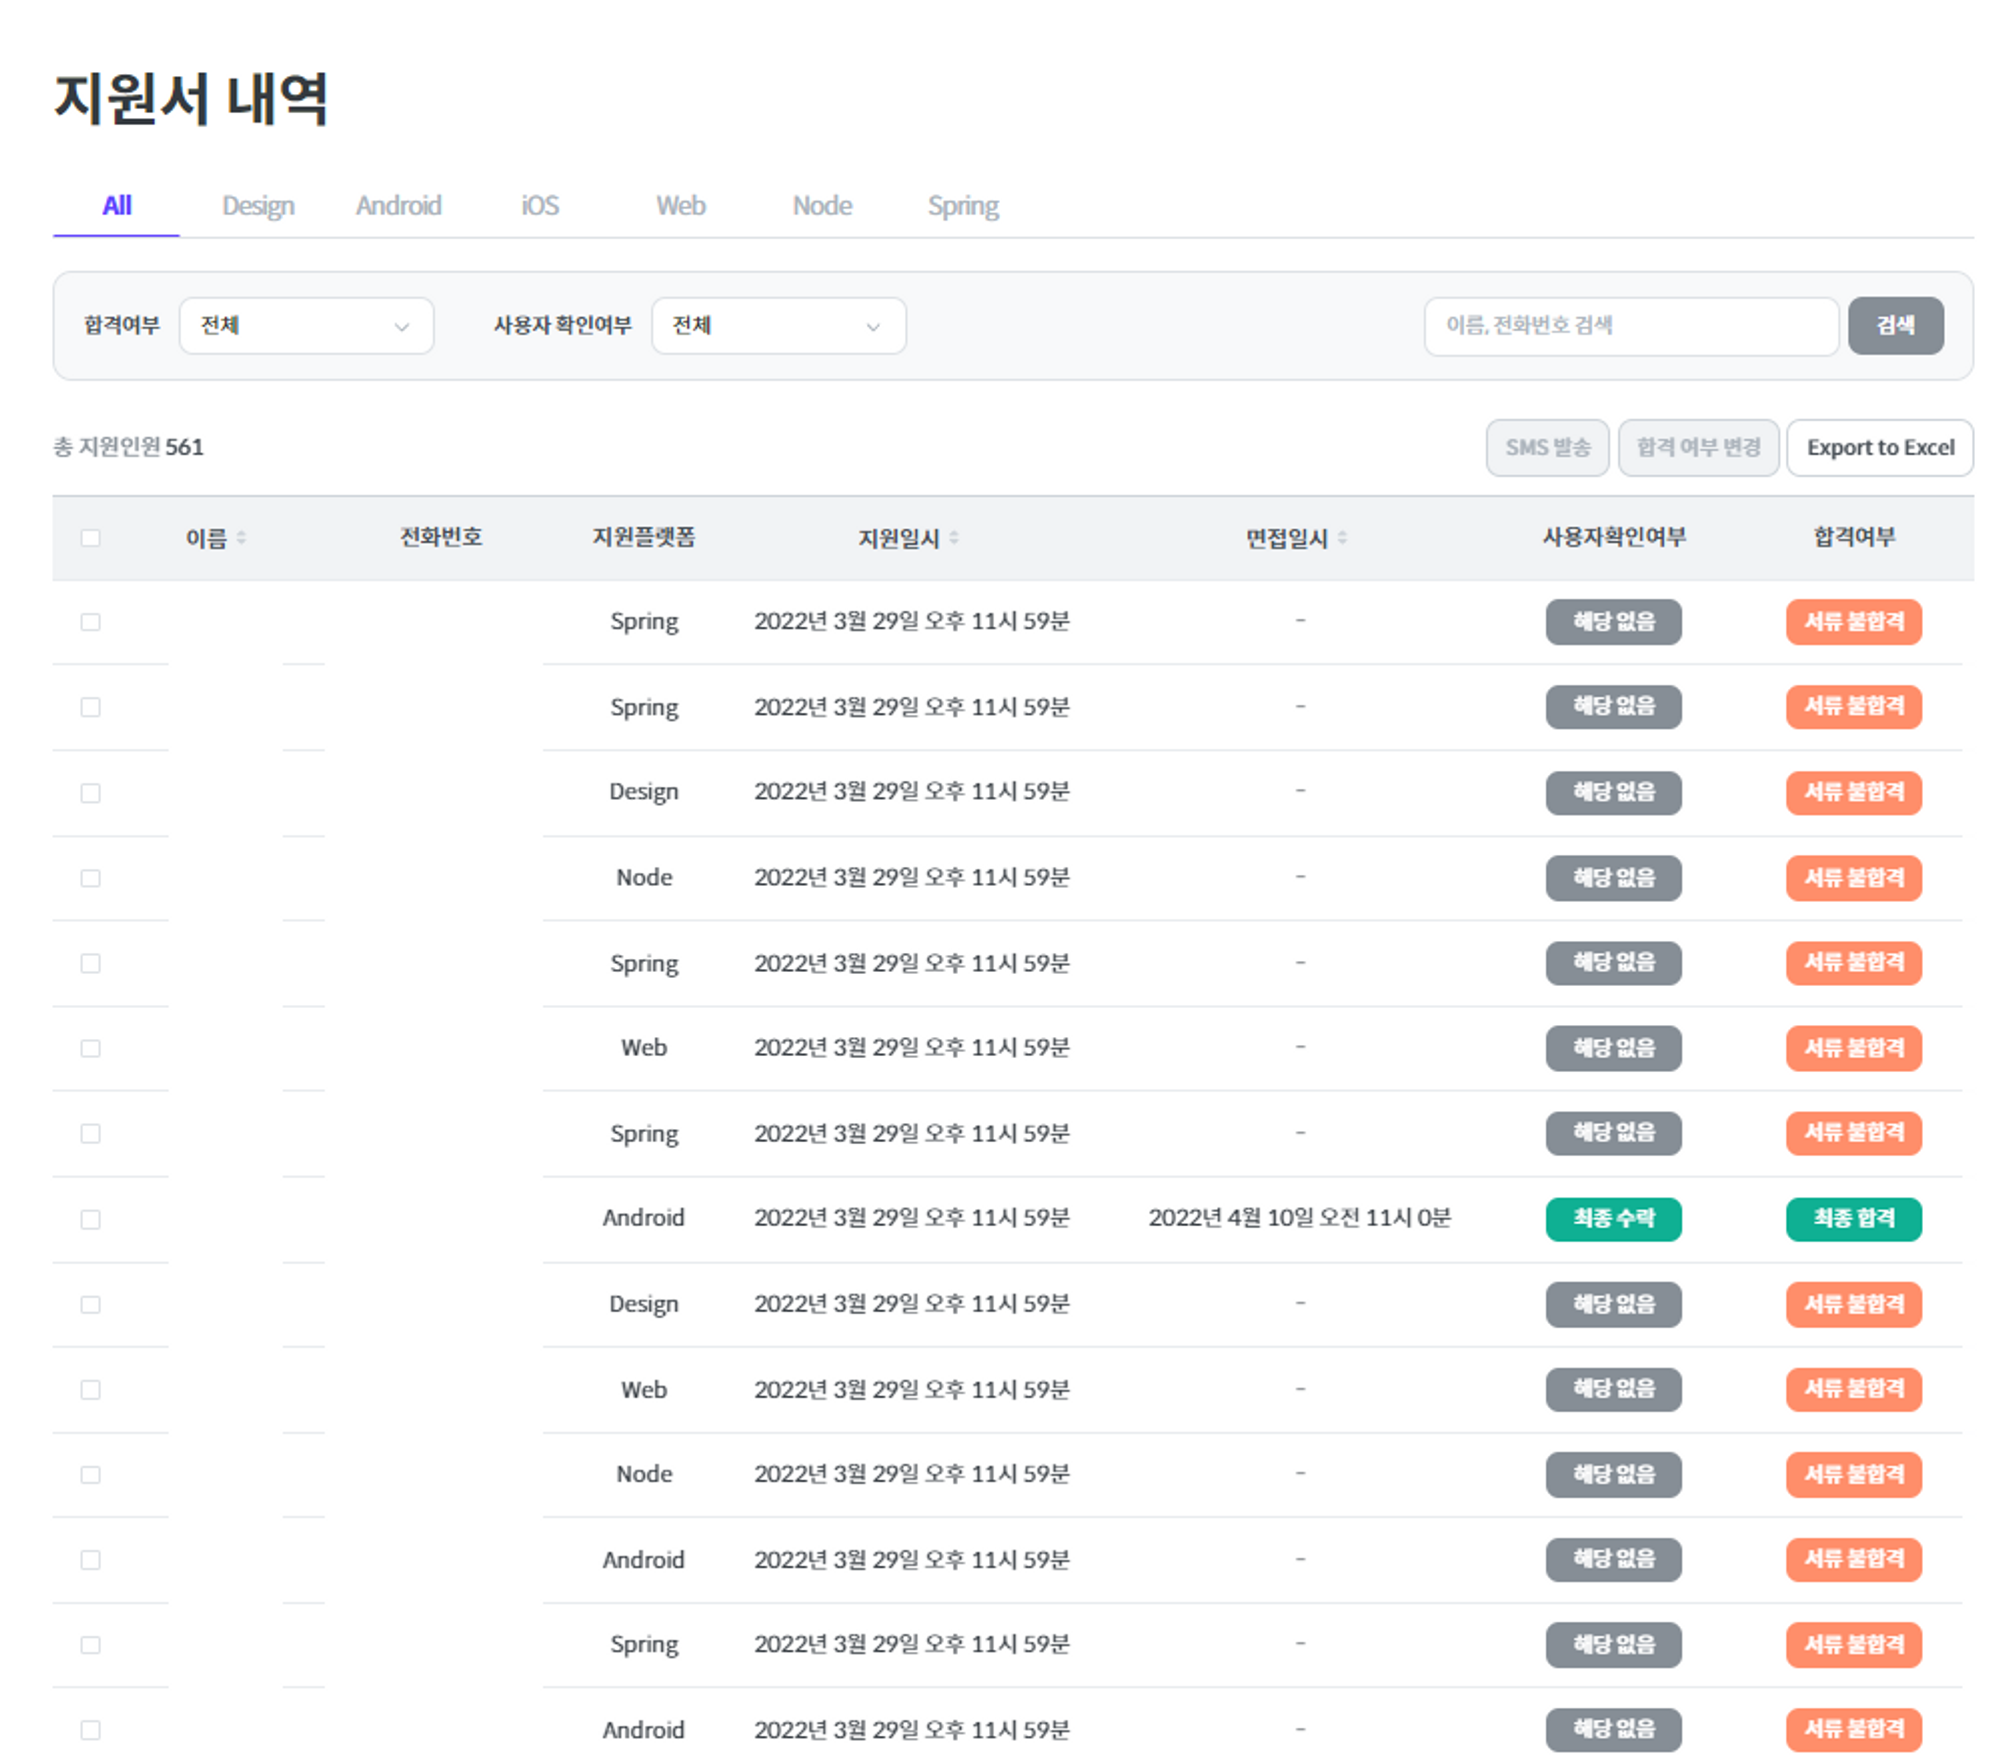 지원서 내역
All Design Android iOS Web Node Spring
합격여부 전체 사용자 확인여부 전체 이름, 전화번호 검색 검색
총 지원인원 561 SMS 발송 합격 여부 변경 Export to Excel
이름 전화번호 지원플랫폼 지원일시 면접일시 사용자확인여부 합격여부
Spring 2022년 3월 29일 오후 11시 59분 - 해당 없음 서류 불합격
Spring 2022년 3월 29일 오후 11시 59분 - 해당 없음 서류 불합격
Design 2022년 3월 29일 오후 11시 59분 - 해당 없음 서류 불합격
Node 2022년 3월 29일 오후 11시 59분 - 해당 없음 서류 불합격
Spring 2022년 3월 29일 오후 11시 59분 - 해당 없음 서류 불합격
Web 2022년 3월 29일 오후 11시 59분 - 해당 없음 서류 불합격
Spring 2022년 3월 29일 오후 11시 59분 - 해당 없음 서류 불합격
Android 2022년 3월 29일 오후 11시 59분 2022년 4월 10일 오전 11시 0분 최종 수락 최종 합격
Design 2022년 3월 29일 오후 11시 59분 - 해당 없음 서류 불합격
Web 2022년 3월 29일 오후 11시 59분 - 해당 없음 서류 불합격
Node 2022년 3월 29일 오후 11시 59분 - 해당 없음 서류 불합격
Android 2022년 3월 29일 오후 11시 59분 - 해당 없음 서류 불합격
Spring 2022년 3월 29일 오후 11시 59분 - 해당 없음 서류 불합격
Android 2022년 3월 29일 오후 11시 59분 - 해당 없음 서류 불합격